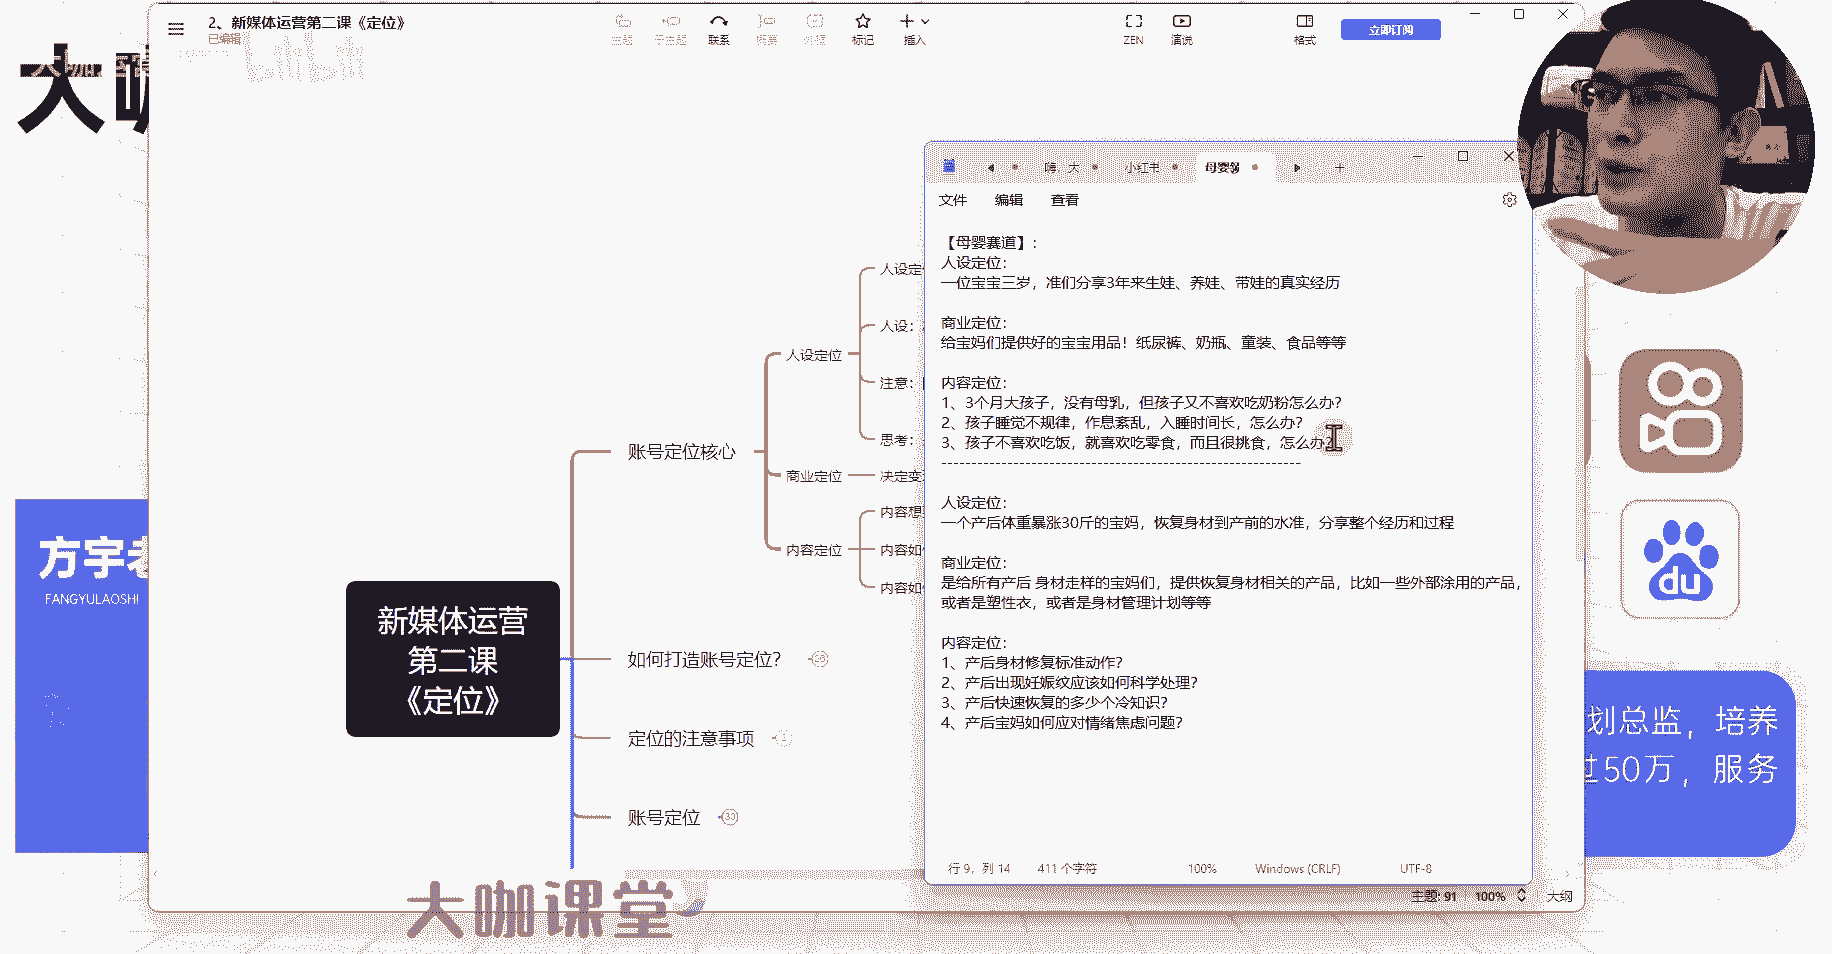 2、新媒体运营第二课《定位》
已编辑
主题
子主题
联系
概要
外框
标记
插入
ZEN
演说
格式
立即订阅
bilibili
大咖
方宇老
FANGYULAOSHI
新媒体运营
第二课
《定位》
账号定位核心
人设定位
人设定
人设：
注意：
思考：
商业定位
决定变
内容定位
内容想
内容如
内容如
如何打造账号定位？
26
定位的注意事项
账号定位
33
嗨，大
小红书
母婴
文件
编辑
查看
【母婴赛道】：
人设定位：
一位宝宝三岁，准们分享3年来生娃、养娃、带娃的真实经历
商业定位：
给宝妈们提供好的宝宝用品！纸尿裤、奶瓶、童装、食品等等
内容定位：
1、3个月大孩子，没有母乳，但孩子又不喜欢吃奶粉怎么办？
2、孩子睡觉不规律，作息紊乱，入睡时间长，怎么办？
3、孩子不喜欢吃饭，就喜欢吃零食，而且很挑食，怎么办？
------------------------------------------------------------
人设定位：
一个产后体重暴涨30斤的宝妈，恢复身材到产前的水准，分享整个经历和过程
商业定位：
是给所有产后 身材走样的宝妈们，提供恢复身材相关的产品，比如一些外部涂用的产品，
或者是塑性衣，或者是身材管理计划等等
内容定位：
1、产后身材修复标准动作？
2、产后出现妊娠纹应该如何科学处理？
3、产后快速恢复的多少个冷知识？
4、产后宝妈如何应对情绪焦虑问题？
行 9，列 14
411 个字符
100%
Windows (CRLF)
UTF-8
主题: 91
100%
大纲
du
划总监，培养
过50万，服务
大咖课堂